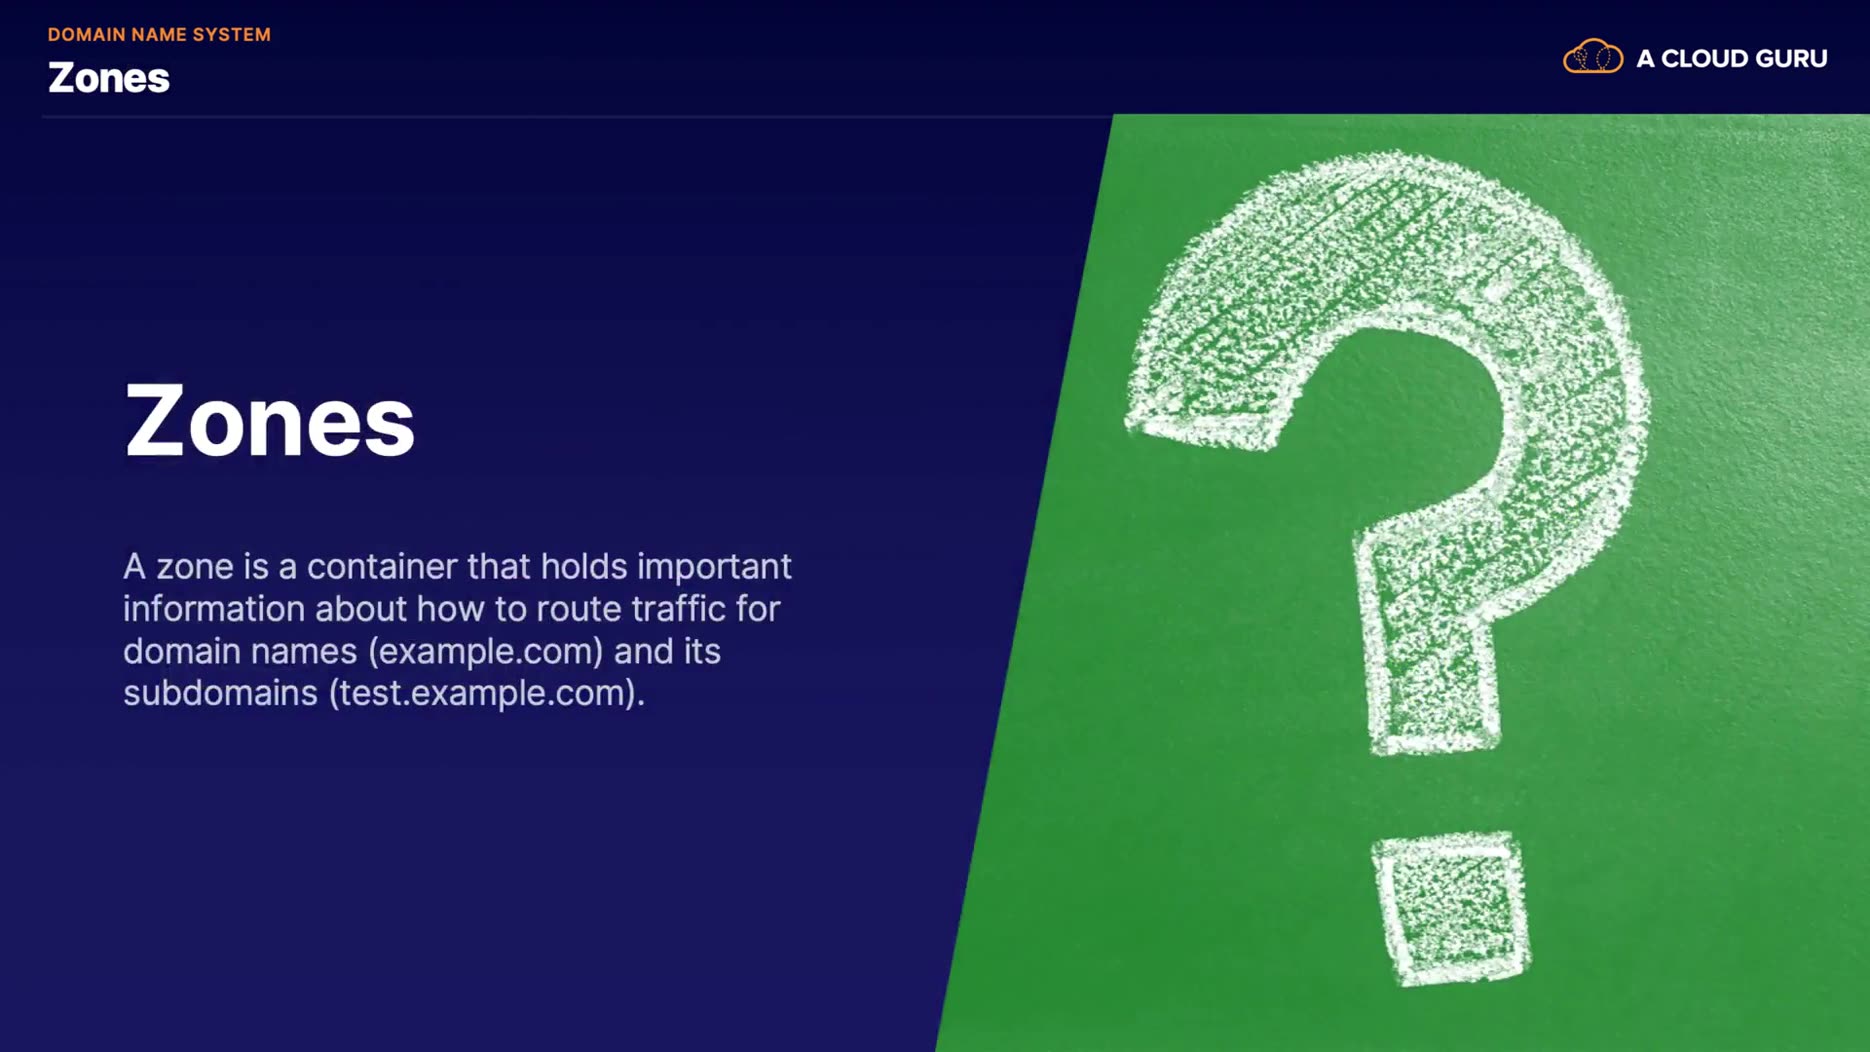 DOMAIN NAME SYSTEM
Zones
A CLOUD GURU
Zones
A zone is a container that holds important
information about how to route traffic for
domain names (example.com) and its
subdomains (test.example.com).
?